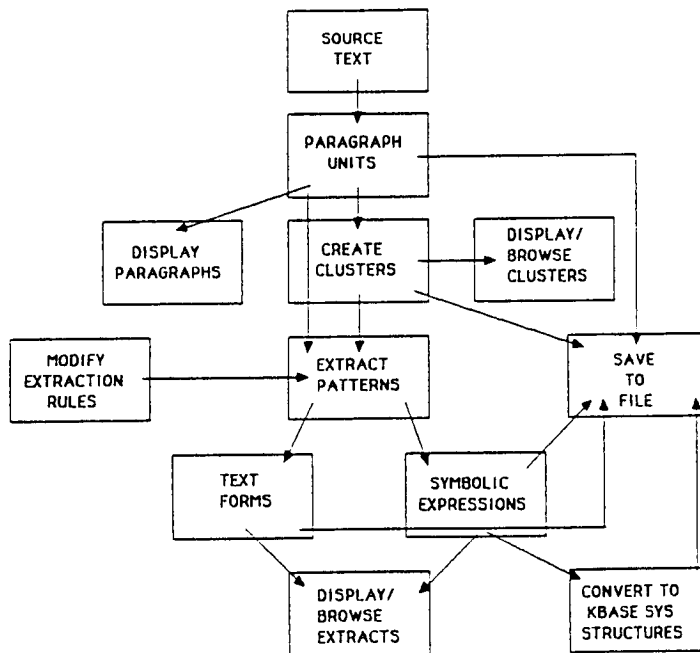 SOURCE
TEXT
PARAGRAPH
UNITS
DISPLAY
PARAGRAPHS
CREATE
CLUSTERS
DISPLAY/
BROWSE
CLUSTERS
MODIFY
EXTRACTION
RULES
EXTRACT
PATTERNS
SAVE
TO
FILE
TEXT
FORMS
SYMBOLIC
EXPRESSIONS
DISPLAY/
BROWSE
EXTRACTS
CONVERT TO
KBASE SYS
STRUCTURES